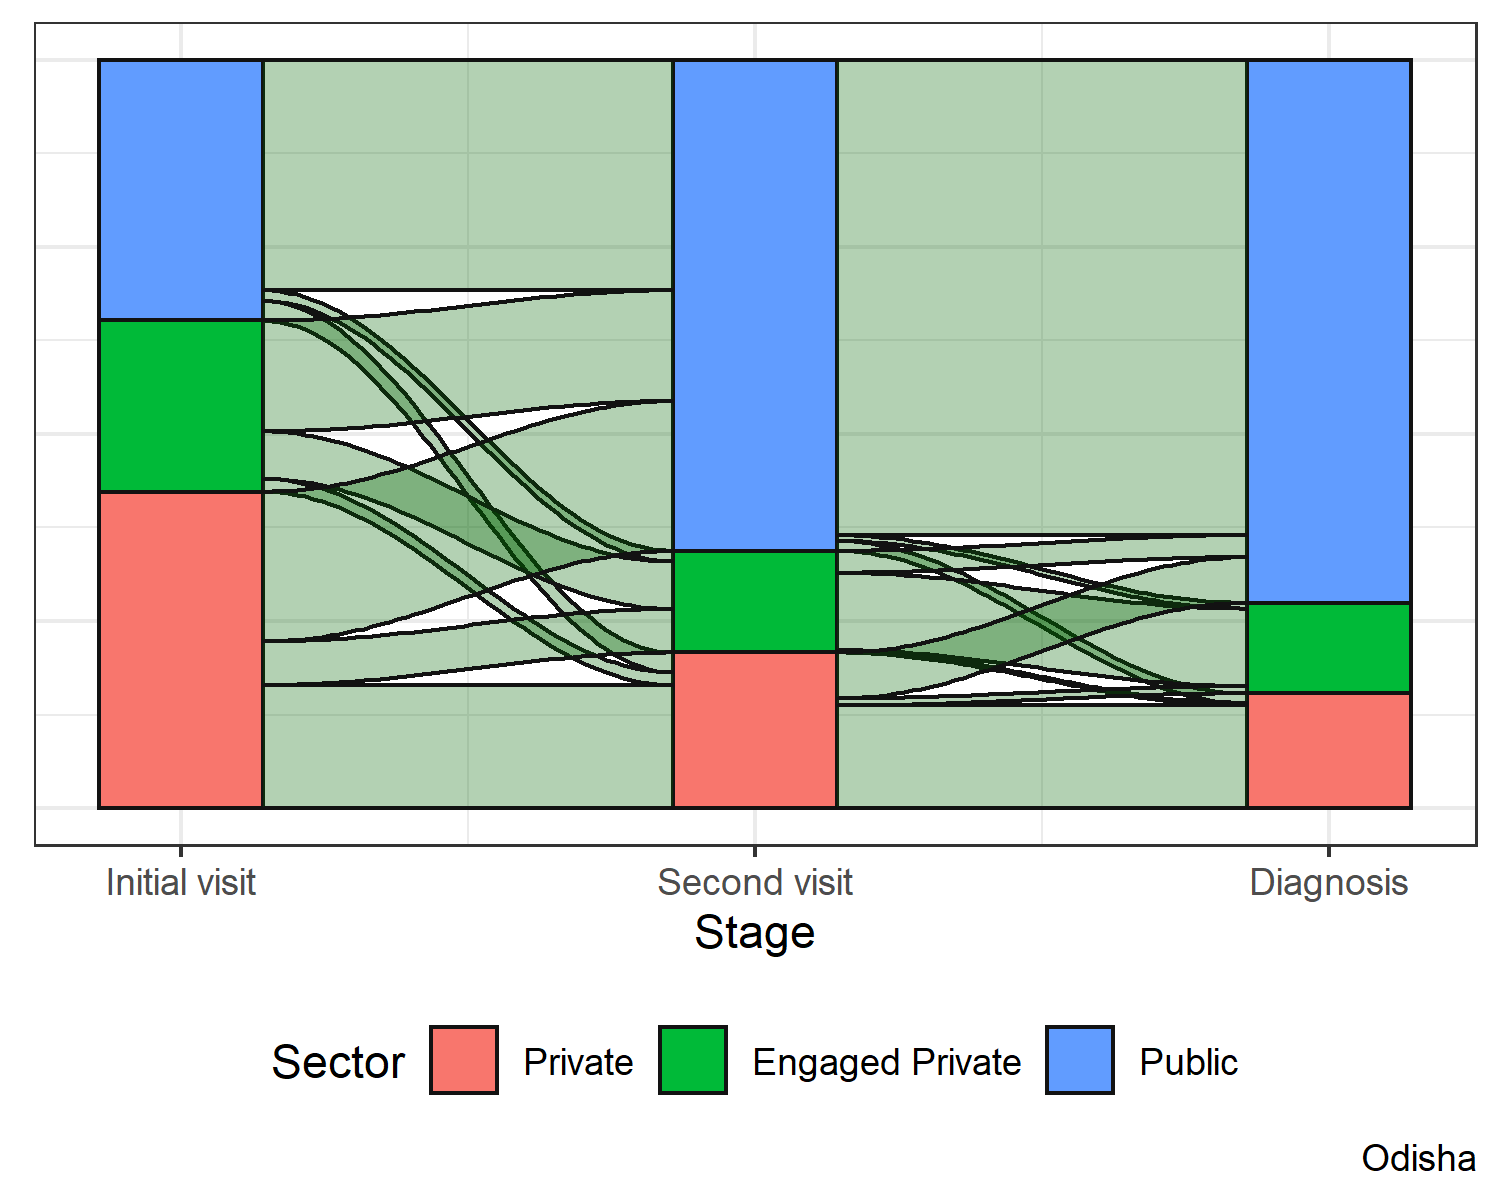 Initial visit Second visit Diagnosis
Stage
Sector Private Engaged Private Public
Odisha